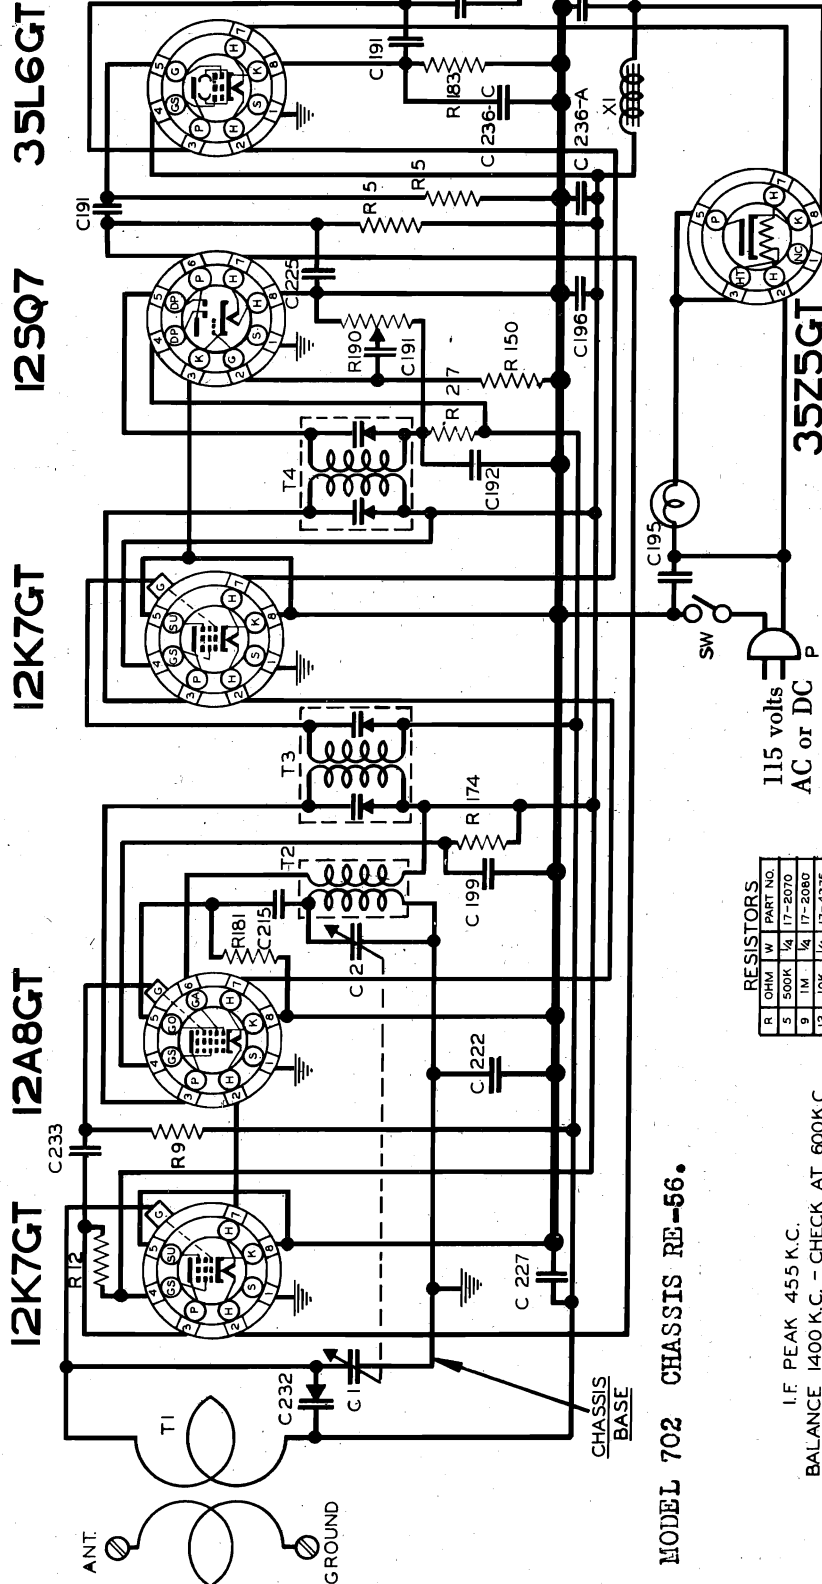 12K7GT
12A8GT
12K7GT
12SQ7
35L6GT
35Z5GT
ANT.
GROUND
T1
C232
C1
R12
C233
R9
C 227
C 222
C 2
R181
C215
T2
C 199
R 174
T3
T4
C192
R 27
R190
C191
R 150
C196
C225
R 5
R 5
C191
C191
R183
C 236-C
C 236-A
X1
C195
SW
P
115 volts
AC or DC
CHASSIS
BASE
MODEL 702 CHASSIS RE-56.
I.F. PEAK 455 K.C.
BALANCE 1400 K.C. - CHECK AT 600K.C
RESISTORS
R OHM W PART NO.
5 500K 1/4 17-2070
9 1M 1/4 17-2080